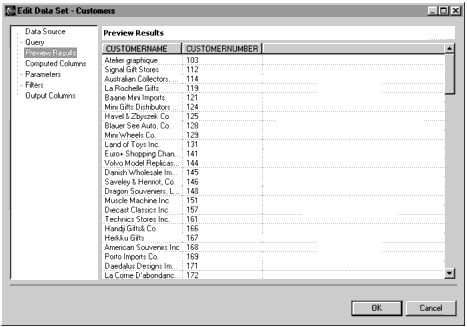 Edit Data Set - Customers
Data Source
Query
Preview Results
Computed Columns
Parameters
Filters
Output Columns
Preview Results
CUSTOMERNAME CUSTOMERNUMBER
Atelier graphique 103
Signal Gift Stores 112
Australian Collectors, ... 114
La Rochelle Gifts 119
Baane Mini Imports 121
Mini Gifts Distributors ... 124
Havel & Zbyszek Co 125
Blauer See Auto, Co. 128
Mini Wheels Co. 129
Land of Toys Inc. 131
Euro+ Shopping Chan... 141
Volvo Model Replicas... 144
Danish Wholesale Im... 145
Saveley & Henriot, Co. 146
Dragon Souveniers, L... 148
Muscle Machine Inc 151
Diecast Classics Inc. 157
Technics Stores Inc. 161
Handji Gifts& Co 166
Herkku Gifts 167
American Souvenirs Inc 168
Porto Imports Co. 169
Daedalus Designs Im... 171
La Corne D'abondanc... 172
OK Cancel